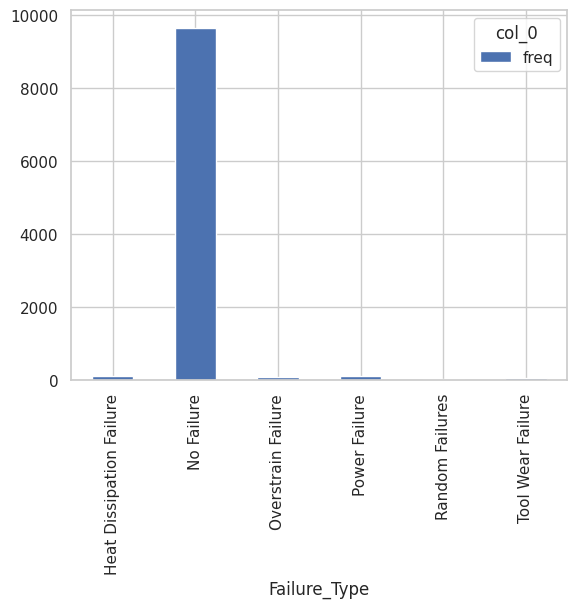 10000
8000
6000
4000
2000
0
col_0
freq
Heat Dissipation Failure
No Failure
Overstrain Failure
Power Failure
Random Failures
Tool Wear Failure
Failure_Type